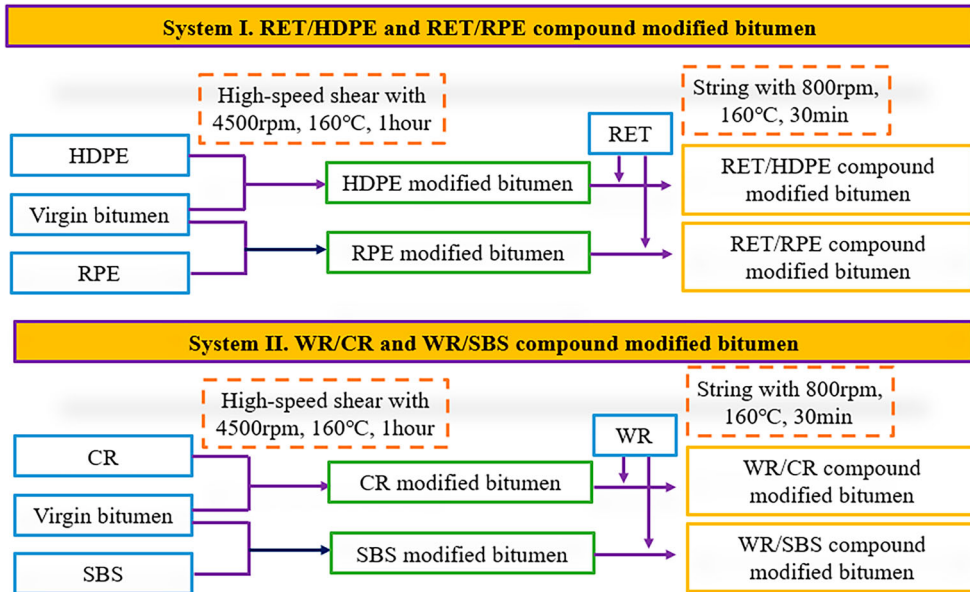 System I. RET/HDPE and RET/RPE compound modified bitumen
High-speed shear with
4500rpm, 160℃, 1hour
String with 800rpm,
160℃, 30min
HDPE
RET
Virgin bitumen
HDPE modified bitumen
RET/HDPE compound
modified bitumen
RPE
RPE modified bitumen
RET/RPE compound
modified bitumen
System II. WR/CR and WR/SBS compound modified bitumen
High-speed shear with
4500rpm, 160℃, 1hour
String with 800rpm,
160℃, 30min
CR
WR
Virgin bitumen
CR modified bitumen
WR/CR compound
modified bitumen
SBS
SBS modified bitumen
WR/SBS compound
modified bitumen